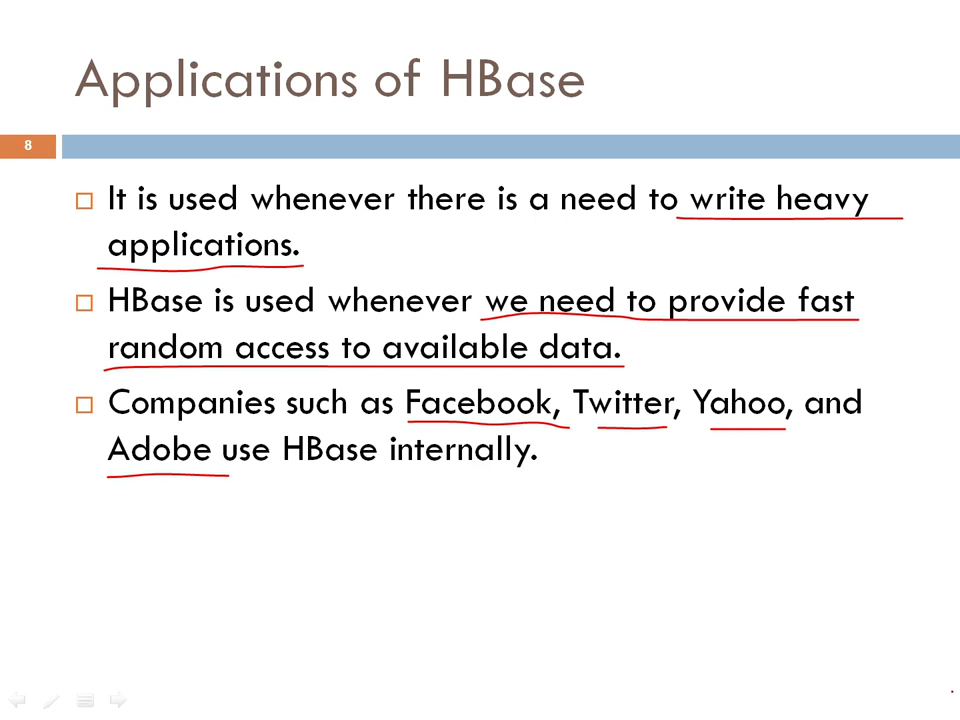 Applications of HBase
8
It is used whenever there is a need to write heavy
applications.
HBase is used whenever we need to provide fast
random access to available data.
Companies such as Facebook, Twitter, Yahoo, and
Adobe use HBase internally.